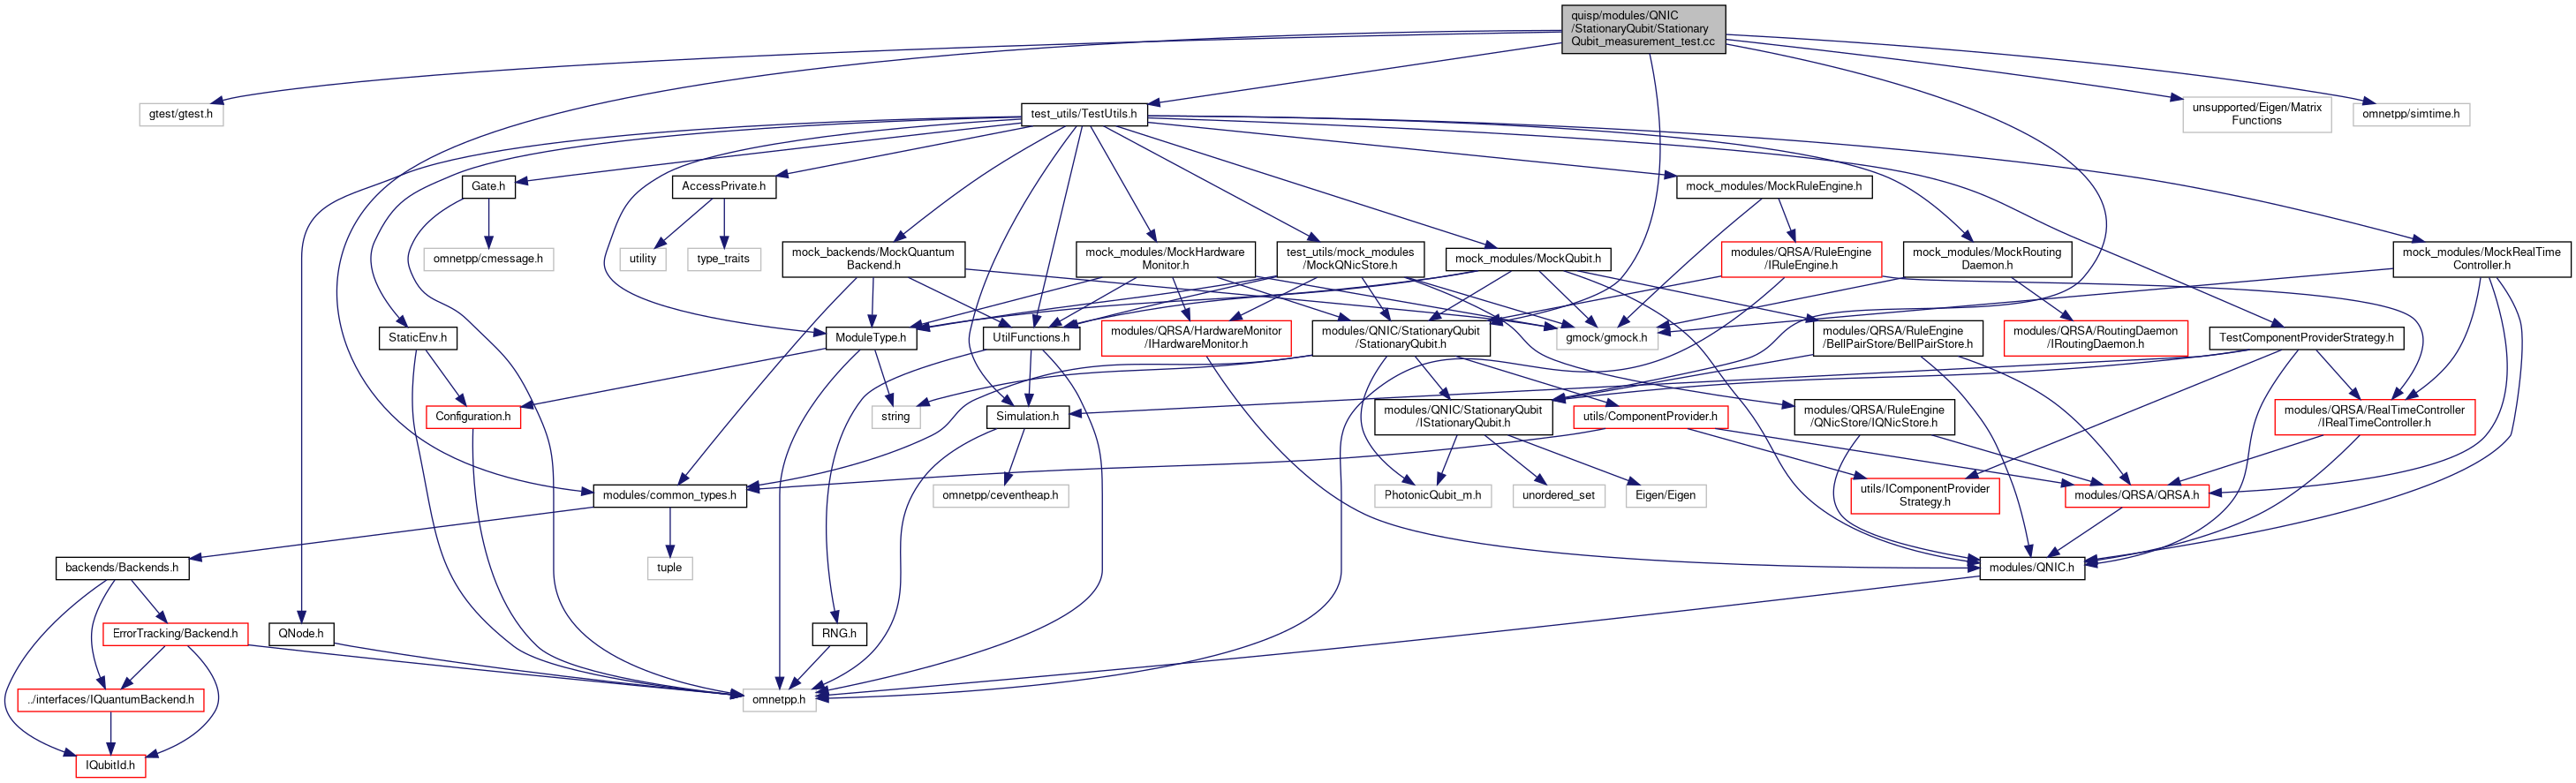 quisp/modules/QNIC
/StationaryQubit/Stationary
Qubit_measurement_test.cc
gtest/gtest.h
test_utils/TestUtils.h
unsupported/Eigen/Matrix
Functions
omnetpp/simtime.h
Gate.h
AccessPrivate.h
mock_modules/MockRuleEngine.h
omnetpp/cmessage.h
utility
type_traits
mock_backends/MockQuantum
Backend.h
mock_modules/MockHardware
Monitor.h
test_utils/mock_modules
/MockQNicStore.h
mock_modules/MockQubit.h
modules/QRSA/RuleEngine
/IRuleEngine.h
mock_modules/MockRouting
Daemon.h
mock_modules/MockRealTime
Controller.h
StaticEnv.h
ModuleType.h
UtilFunctions.h
modules/QRSA/HardwareMonitor
/IHardwareMonitor.h
modules/QNIC/StationaryQubit
/StationaryQubit.h
gmock/gmock.h
modules/QRSA/RuleEngine
/BellPairStore/BellPairStore.h
modules/QRSA/RoutingDaemon
/IRoutingDaemon.h
TestComponentProviderStrategy.h
Configuration.h
string
Simulation.h
modules/QNIC/StationaryQubit
/IStationaryQubit.h
utils/ComponentProvider.h
modules/QRSA/RuleEngine
/QNicStore/IQNicStore.h
modules/QRSA/RealTimeController
/IRealTimeController.h
modules/common_types.h
omnetpp/ceventheap.h
PhotonicQubit_m.h
unordered_set
Eigen/Eigen
utils/IComponentProvider
Strategy.h
modules/QRSA/QRSA.h
backends/Backends.h
tuple
modules/QNIC.h
ErrorTracking/Backend.h
QNode.h
RNG.h
../interfaces/IQuantumBackend.h
omnetpp.h
IQubitId.h